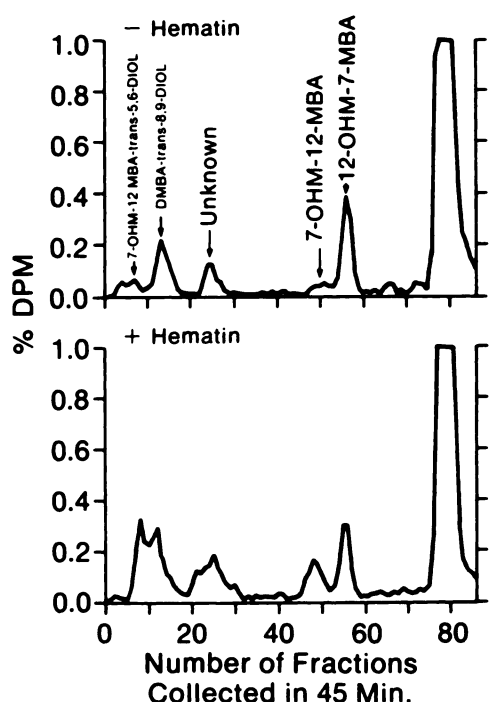 − Hematin
7-OHM-12 MBA-trans-5.6-DIOL
DMBA-trans-8.9-DIOL
Unknown
7-OHM-12-MBA
12-OHM-7-MBA
1.0
0.8
0.6
0.4
0.2
0.0
% DPM
+ Hematin
1.0
0.8
0.6
0.4
0.2
0.0
0 20 40 60 80
Number of Fractions
Collected in 45 Min.